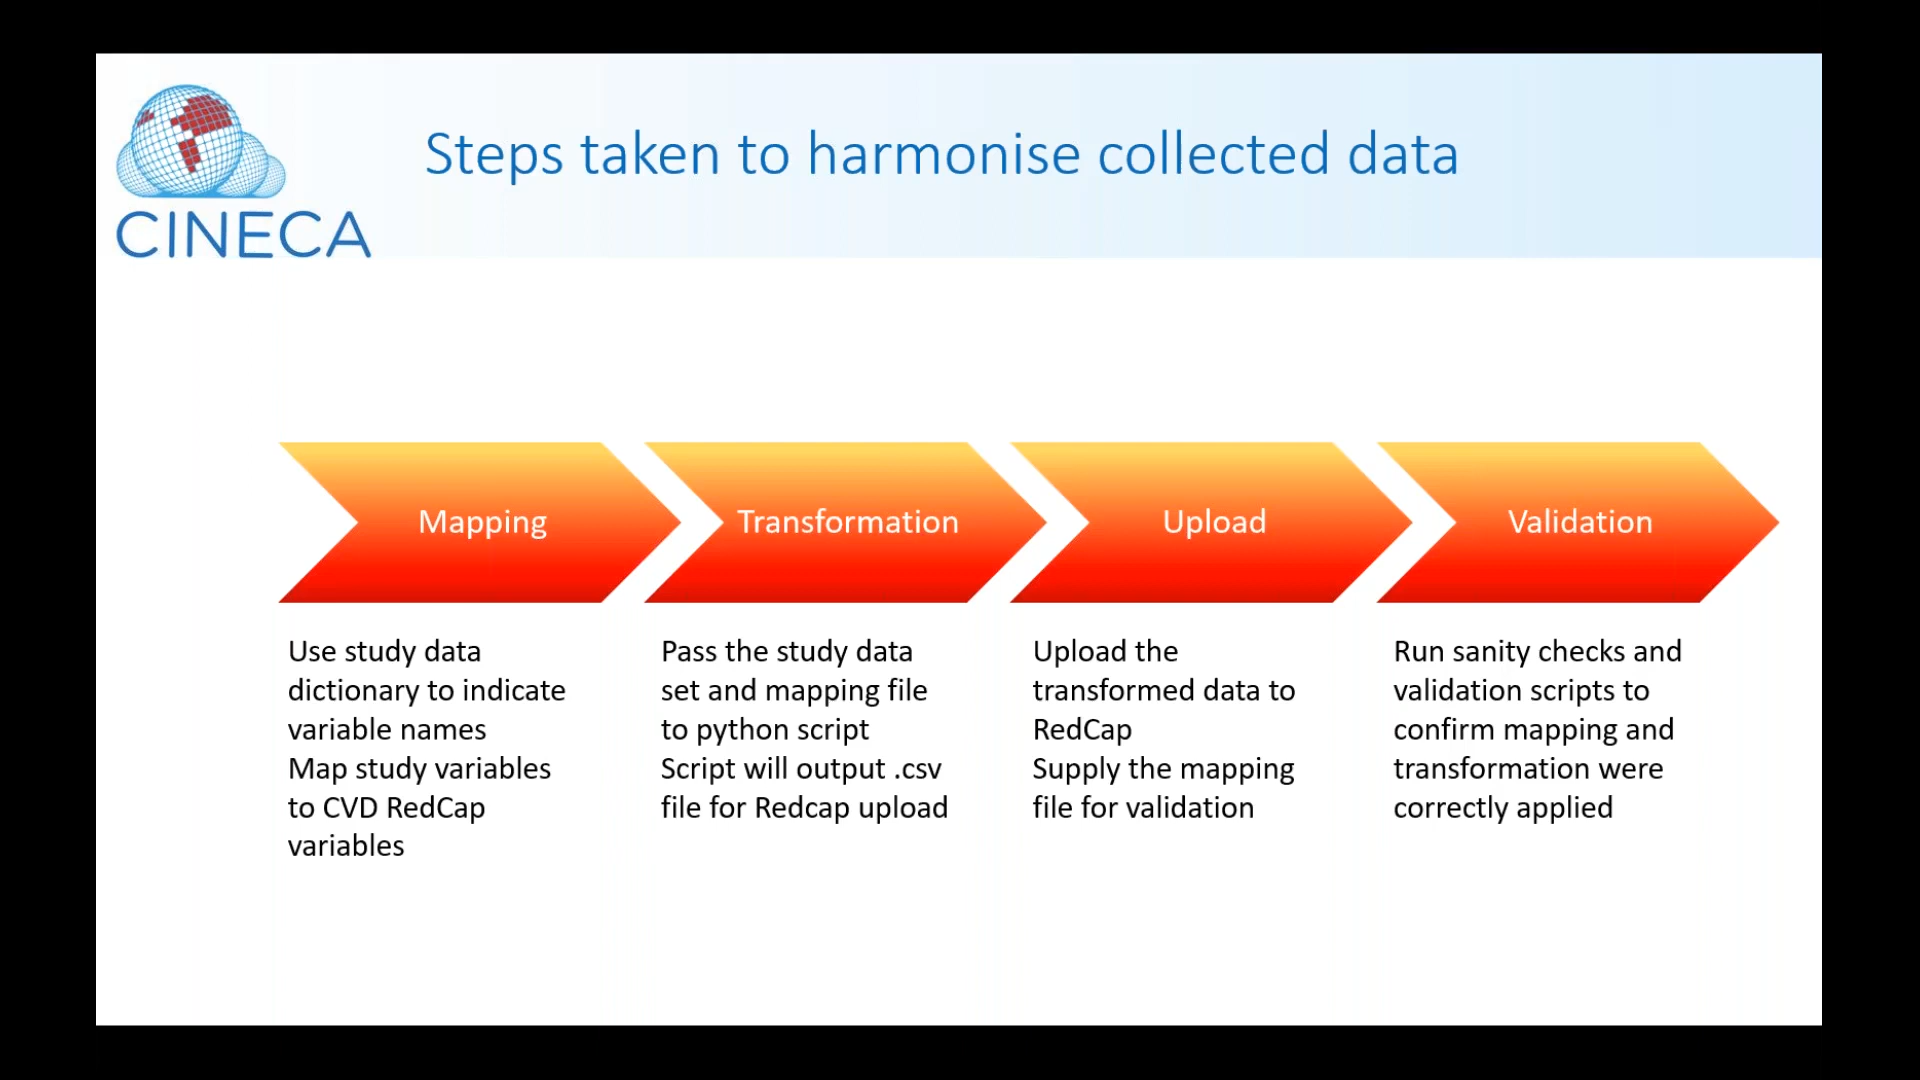 CINECA
Steps taken to harmonise collected data
Mapping
Transformation
Upload
Validation
Use study data
dictionary to indicate
variable names
Map study variables
to CVD RedCap
variables
Pass the study data
set and mapping file
to python script
Script will output .csv
file for Redcap upload
Upload the
transformed data to
RedCap
Supply the mapping
file for validation
Run sanity checks and
validation scripts to
confirm mapping and
transformation were
correctly applied